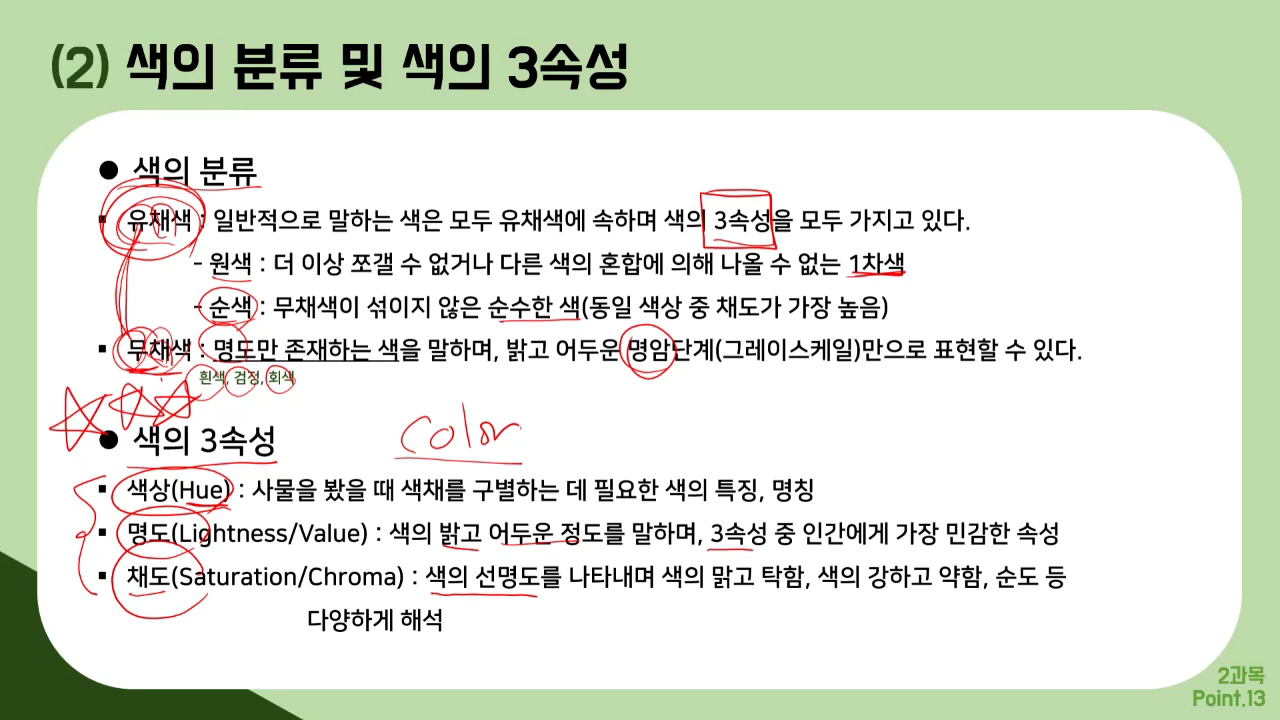 (2) 색의 분류 및 색의 3속성
● 색의 분류
▪ 유채색 : 일반적으로 말하는 색은 모두 유채색에 속하며 색의 3속성을 모두 가지고 있다.
- 원색 : 더 이상 쪼갤 수 없거나 다른 색의 혼합에 의해 나올 수 없는 1차색
- 순색 : 무채색이 섞이지 않은 순수한 색(동일 색상 중 채도가 가장 높음)
▪ 무채색 : 명도만 존재하는 색을 말하며, 밝고 어두운 명암단계(그레이스케일)만으로 표현할 수 있다.
흰색, 검정, 회색
● 색의 3속성
color
▪ 색상(Hue) : 사물을 봤을 때 색채를 구별하는 데 필요한 색의 특징, 명칭
▪ 명도(Lightness/Value) : 색의 밝고 어두운 정도를 말하며, 3속성 중 인간에게 가장 민감한 속성
▪ 채도(Saturation/Chroma) : 색의 선명도를 나타내며 색의 맑고 탁함, 색의 강하고 약함, 순도 등
다양하게 해석
2과목
Point.13